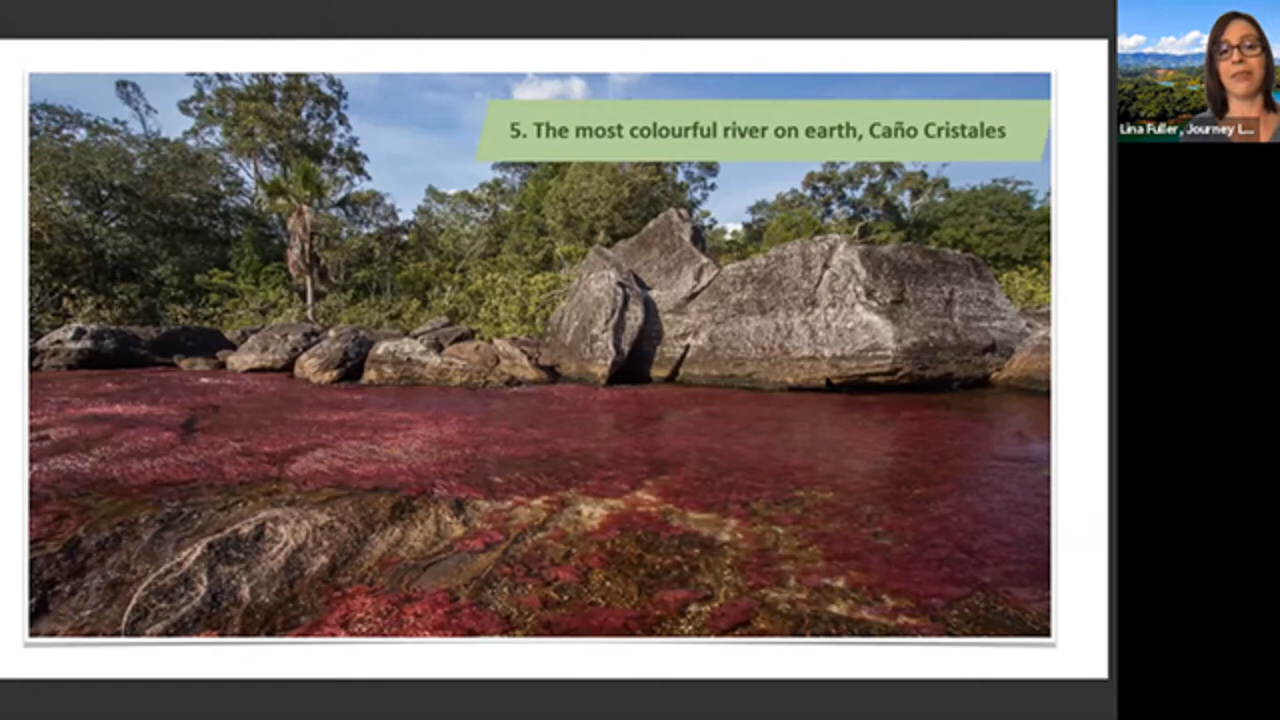 5. The most colourful river on earth, Caño Cristales
Lina Fuller, Journey L...